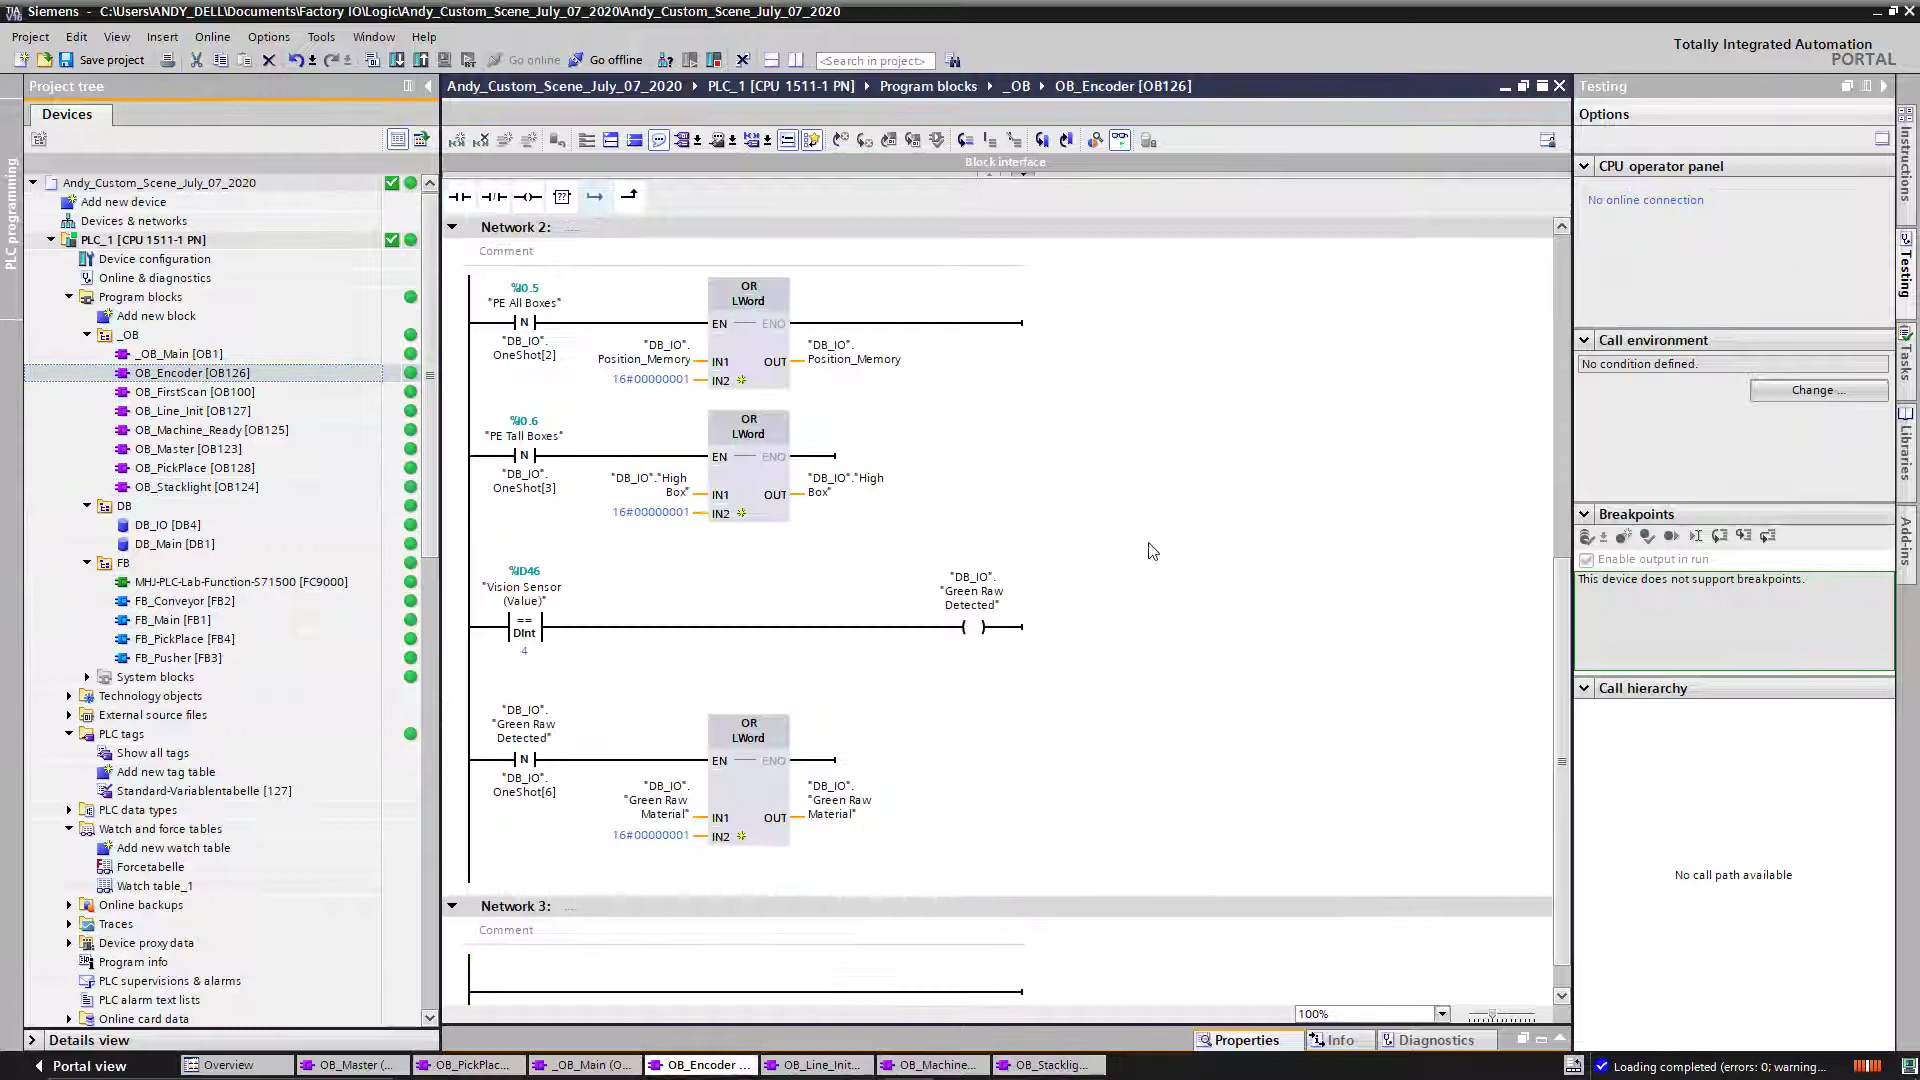 Siemens  -  C:\Users\ANDY_DELL\Documents\Factory IO\Logic\Andy_Custom_Scene_July_07_2020\Andy_Custom_Scene_July_07_2020
Project Edit View Insert Online Options Tools Window Help
Totally Integrated Automation
PORTAL
Save project
Go online
Go offline
<Search in project>
Project tree
Devices
PLC programming
Andy_Custom_Scene_July_07_2020
Add new device
Devices & networks
PLC_1 [CPU 1511-1 PN]
Device configuration
Online & diagnostics
Program blocks
Add new block
_OB
_OB_Main [OB1]
OB_Encoder [OB126]
OB_FirstScan [OB100]
OB_Line_Init [OB127]
OB_Machine_Ready [OB125]
OB_Master [OB123]
OB_PickPlace [OB128]
OB_Stacklight [OB124]
DB
DB_IO [DB4]
DB_Main [DB1]
FB
MHJ-PLC-Lab-Function-S71500 [FC9000]
FB_Conveyor [FB2]
FB_Main [FB1]
FB_PickPlace [FB4]
FB_Pusher [FB3]
System blocks
Technology objects
External source files
PLC tags
Show all tags
Add new tag table
Standard-Variablentabelle [127]
PLC data types
Watch and force tables
Add new watch table
Forcetabelle
Watch table_1
Online backups
Traces
Device proxy data
Program info
PLC supervisions & alarms
PLC alarm text lists
Online card data
Details view
Andy_Custom_Scene_July_07_2020 PLC_1 [CPU 1511-1 PN] Program blocks _OB OB_Encoder [OB126]
Block interface
??
Network 2: .....
Comment
%I0.5
"PE All Boxes"
N
"DB_IO".
OneShot[2]
OR
LWord
EN ENO
"DB_IO".
Position_Memory IN1
16#00000001 IN2
OUT
"DB_IO".
Position_Memory
%I0.6
"PE Tall Boxes"
N
"DB_IO".
OneShot[3]
OR
LWord
EN ENO
"DB_IO"."High
Box" IN1
16#00000001 IN2
OUT
"DB_IO"."High
Box"
%ID46
"Vision Sensor
(Value)"
==
DInt
4
"DB_IO".
"Green Raw
Detected"
( )
"DB_IO".
"Green Raw
Detected"
N
"DB_IO".
OneShot[6]
OR
LWord
EN ENO
"DB_IO".
"Green Raw
Material" IN1
16#00000001 IN2
OUT
"DB_IO".
"Green Raw
Material"
Network 3: .....
Comment
100%
Properties Info Diagnostics
Testing
Options
CPU operator panel
No online connection
Call environment
No condition defined.
Change ...
Breakpoints
Enable output in run
This device does not support breakpoints.
Call hierarchy
No call path available
Instructions
Testing
Tasks
Libraries
Add-ins
Portal view
Overview
OB_Master (...
OB_PickPlac...
_OB_Main (O...
OB_Encoder ...
OB_Line_Init...
OB_Machine...
OB_Stacklig...
Loading completed (errors: 0; warning...